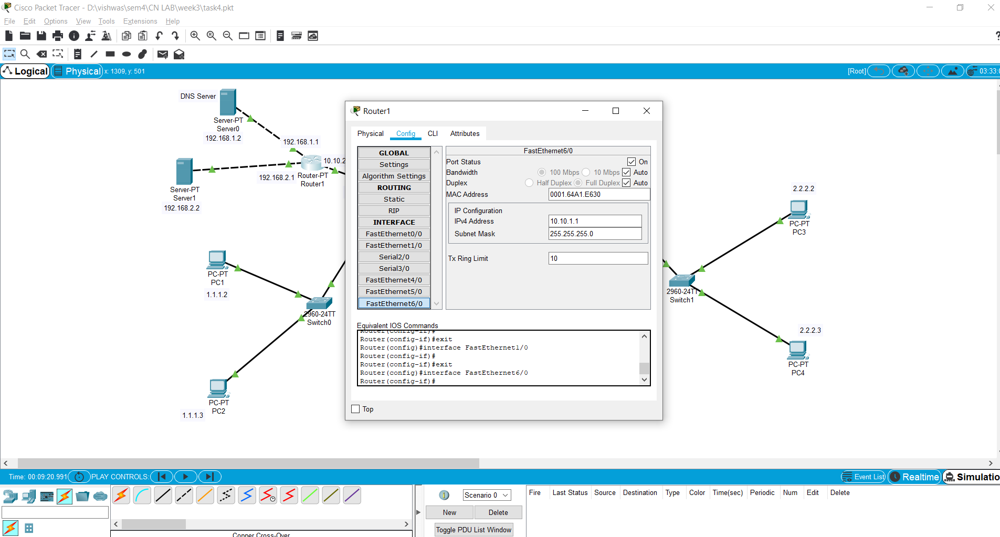 Cisco Packet Tracer - D:\vishwas\sem4\CN LAB\week3\task4.pkt
File Edit Options View Tools Extensions Help
?
Logical Physical x: 1309, y: 501 [Root]
DNS Server
Server-PT
Server0
192.168.1.2
192.168.1.1
10.10.2
Router-PT
Router1
192.168.2.1
Server-PT
Server1
192.168.2.2
PC-PT
PC1
1.1.1.2
2960-24TT
Switch0
PC-PT
PC2
1.1.1.3
Router1
Physical Config CLI Attributes
GLOBAL
Settings
Algorithm Settings
ROUTING
Static
RIP
INTERFACE
FastEthernet0/0
FastEthernet1/0
Serial2/0
Serial3/0
FastEthernet4/0
FastEthernet5/0
FastEthernet6/0
FastEthernet6/0
Port Status On
Bandwidth 100 Mbps 10 Mbps Auto
Duplex Half Duplex Full Duplex Auto
MAC Address 0001.64A1.E630
IP Configuration
IPv4 Address 10.10.1.1
Subnet Mask 255.255.255.0
Tx Ring Limit 10
Equivalent IOS Commands
Router(config-if)#
Router(config-if)#exit
Router(config)#interface FastEthernet1/0
Router(config-if)#
Router(config-if)#exit
Router(config)#interface FastEthernet6/0
Router(config-if)#
Top
2.2.2.2
PC-PT
PC3
2960-24TT
Switch1
2.2.2.3
PC-PT
PC4
Time: 00:09:20.991 PLAY CONTROLS: Event List Realtime Simulatio
1 Scenario 0
New Delete
Toggle PDU List Window
Fire Last Status Source Destination Type Color Time(sec) Periodic Num Edit Delete
Copper Cross-Over